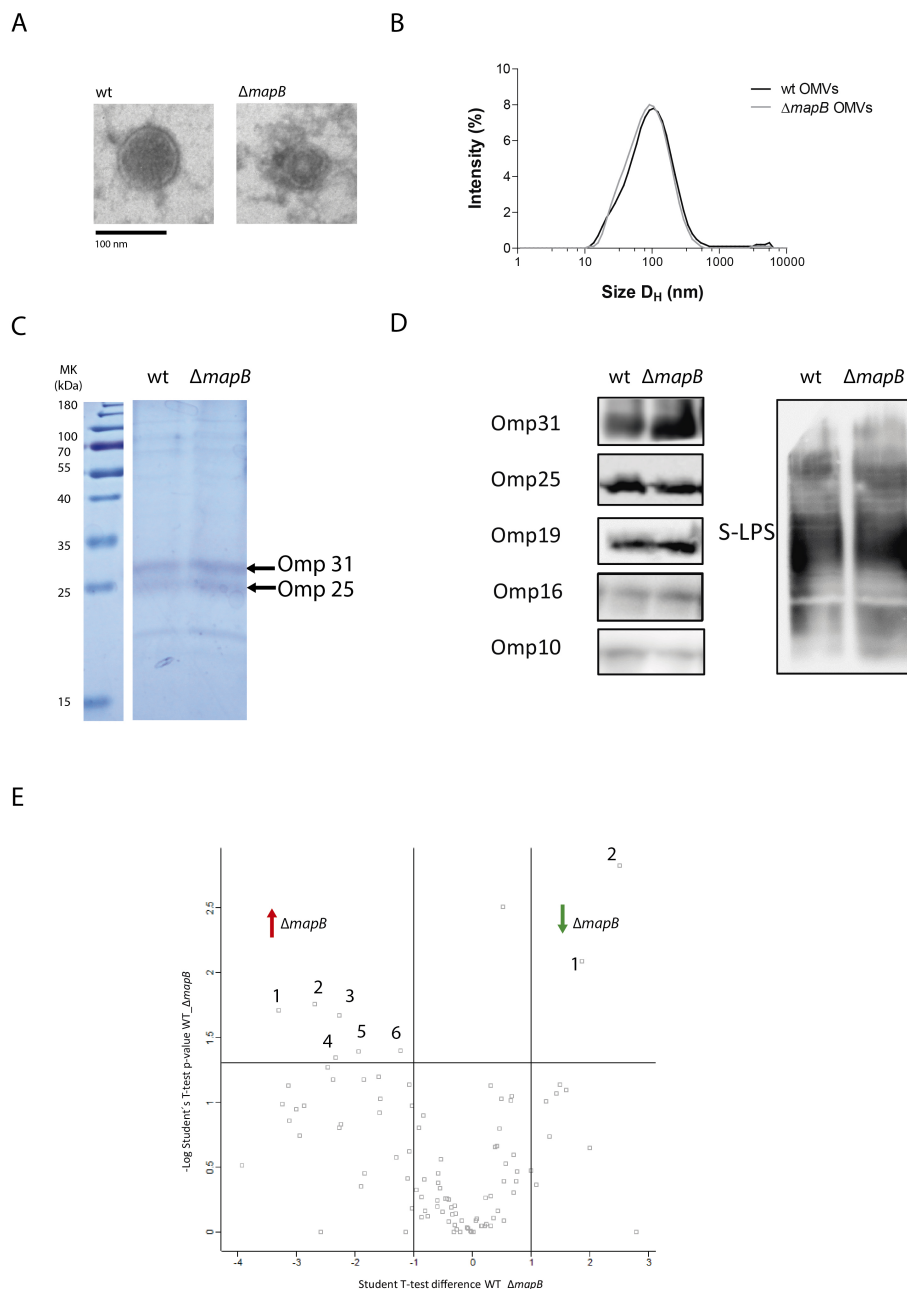 A
B
wt
ΔmapB
100 nm
10
8
6
4
2
0
Intensity (%)
1
10
100
1000
10000
Size DH (nm)
wt OMVs
ΔmapB OMVs
C
MK
(kDa)
wt
ΔmapB
180
100
70
55
40
35
25
15
Omp 31
Omp 25
D
wt
ΔmapB
Omp31
Omp25
Omp19
Omp16
Omp10
wt
ΔmapB
S-LPS
E
-Log Student´s T-test p-value WT_ΔmapB
2.5
2
1.5
1
0.5
0
ΔmapB
ΔmapB
2
1
1
2
3
4
5
6
-4
-3
-2
-1
0
1
2
3
Student T-test difference WT_ΔmapB